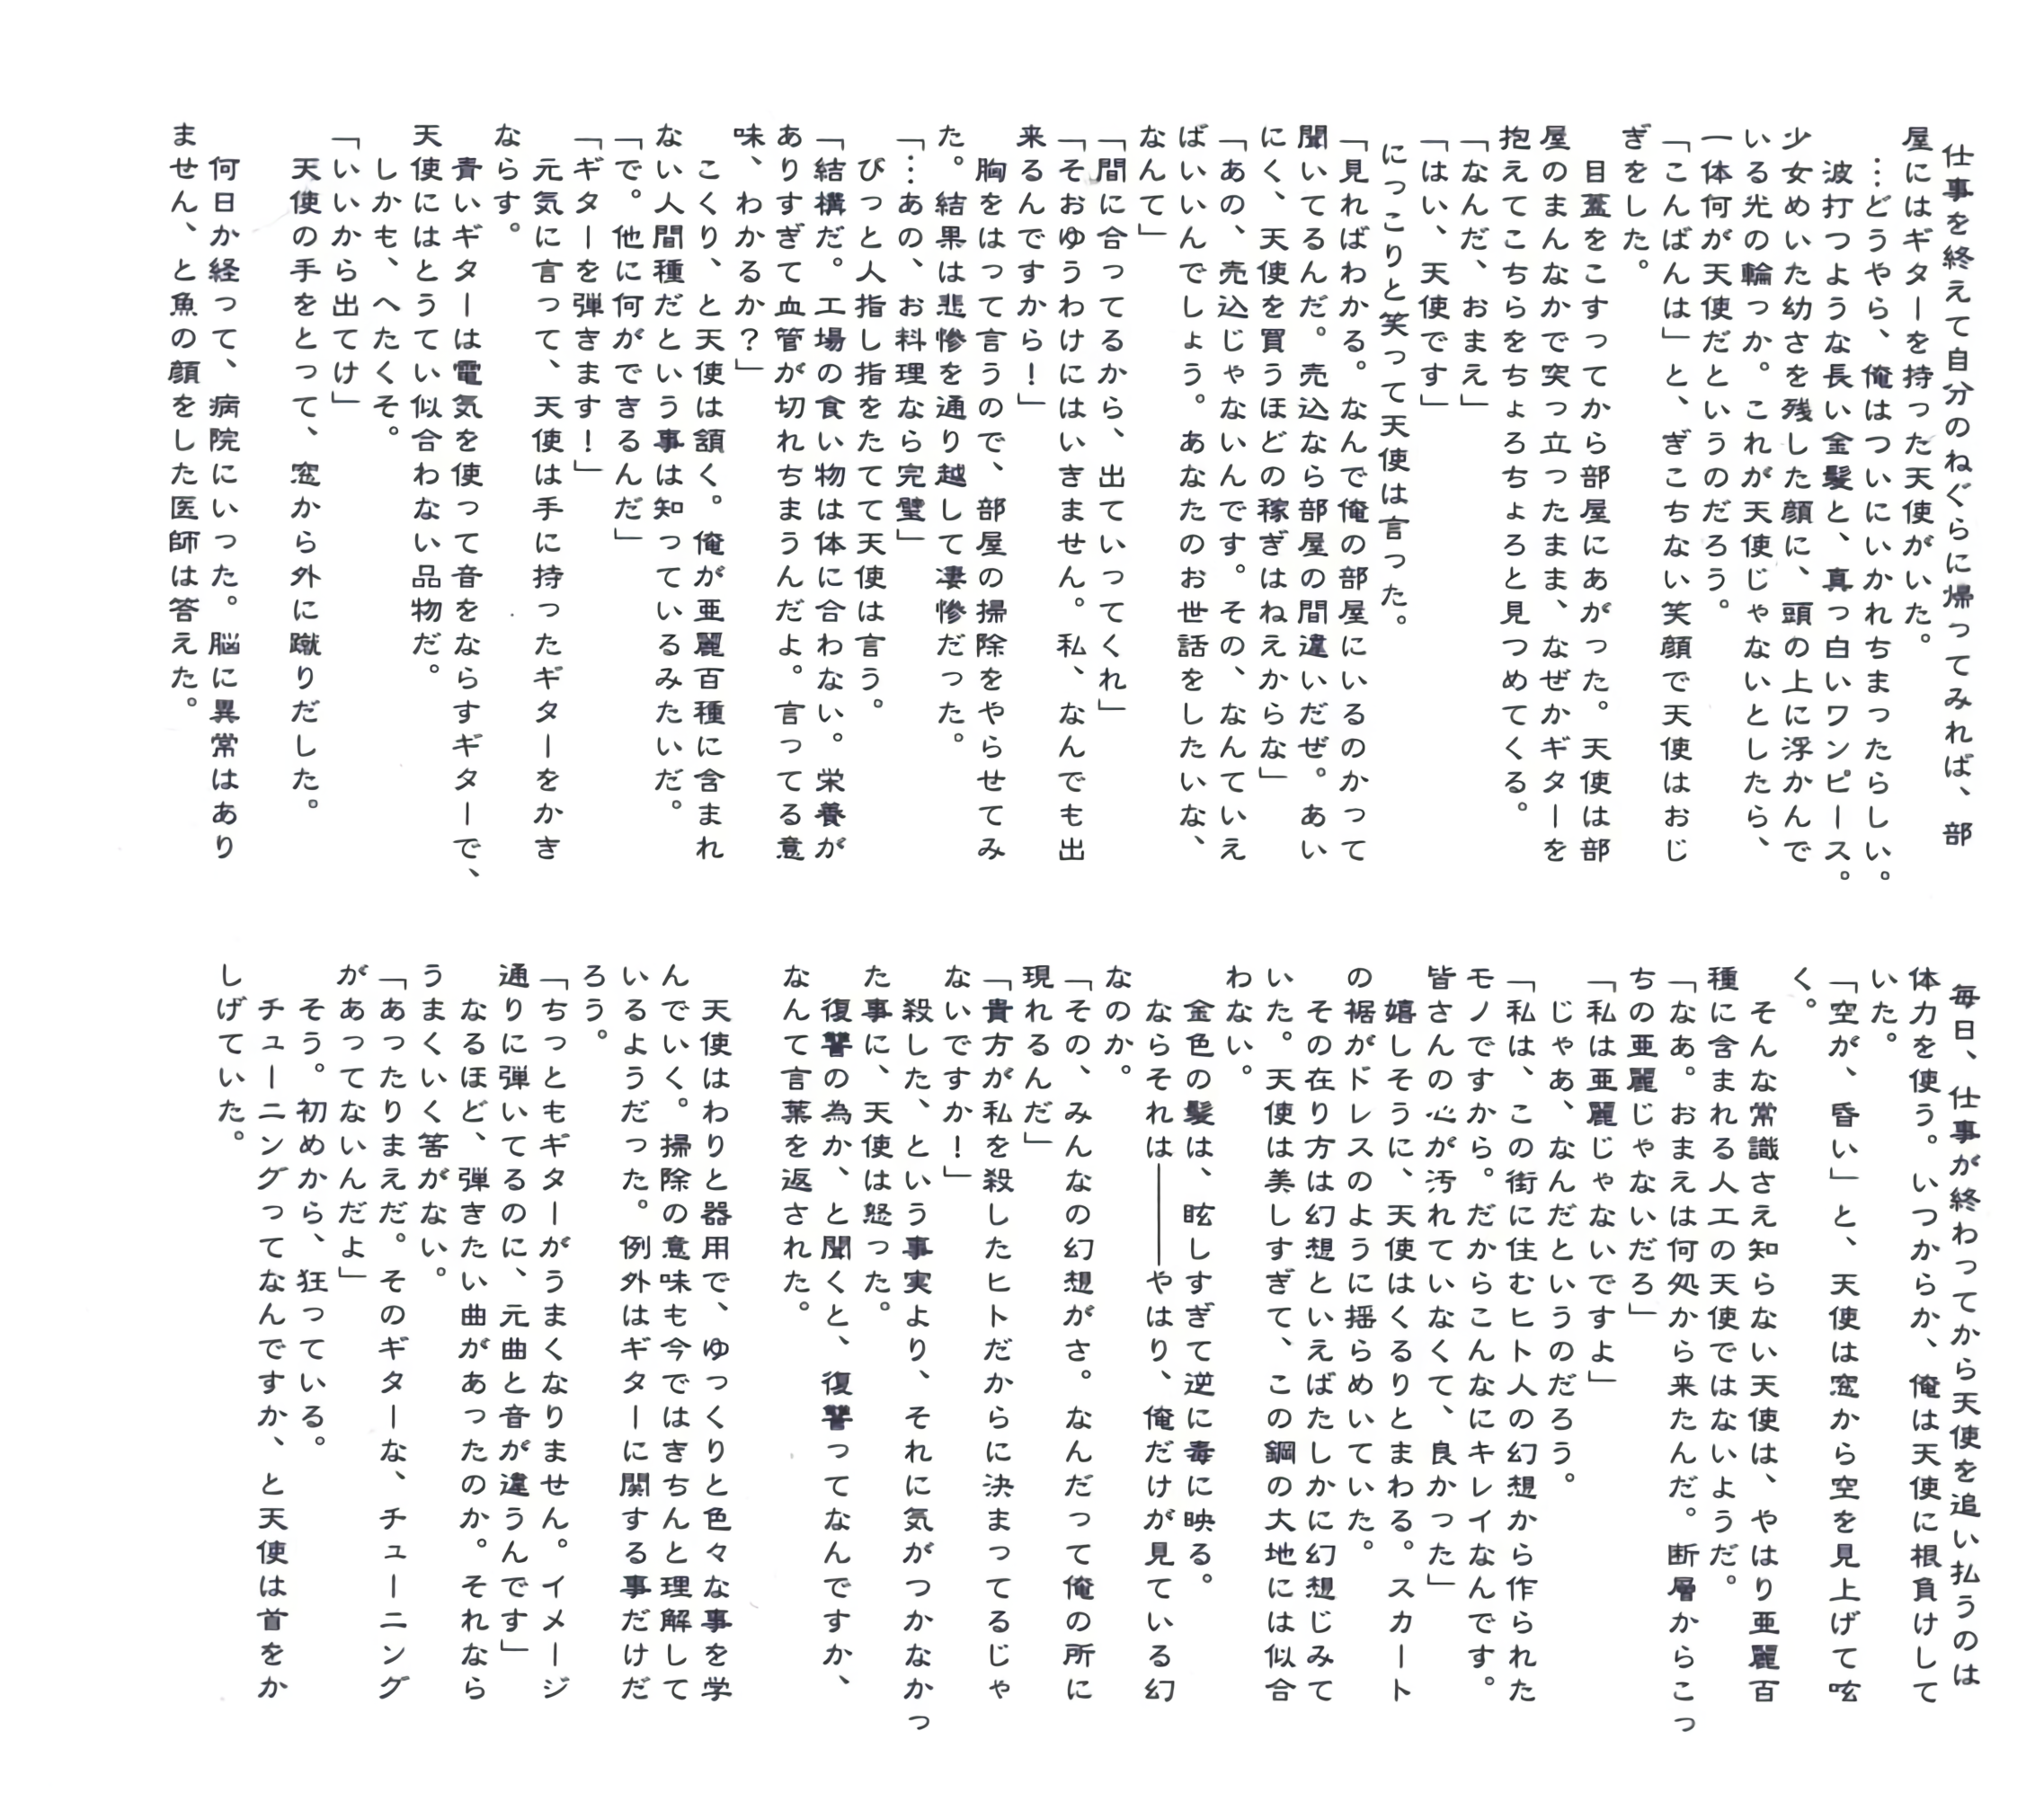 仕事を終えて自分のねぐらに帰ってみれば、部
屋にはギターを持った天使がいた。
　…どうやら、俺はついにいかれちまったらしい。
　波打つような長い金髪と、真っ白いワンピース。
少女めいた幼さを残した顔に、頭の上に浮かんで
いる光の輪っか。これが天使じゃないとしたら、
一体何が天使だというのだろう。
「こんばんは」と、ぎこちない笑顔で天使はおじ
ぎをした。
　目蓋をこすってから部屋にあがった。天使は部
屋のまんなかで突っ立ったまま、なぜかギターを
抱えてこちらをちょろちょろと見つめてくる。
「なんだ、おまえ」
「はい、天使です」
　にっこりと笑って天使は言った。
「見ればわかる。なんで俺の部屋にいるのかって
聞いてるんだ。売込なら部屋の間違いだぜ。あい
にく、天使を買うほどの稼ぎはねえからな」
「あの、売込じゃないんです。その、なんていえ
ばいいんでしょう。あなたのお世話をしたいな、
なんて」
「間に合ってるから、出ていってくれ」
「そおゆうわけにはいきません。私、なんでも出
来るんですから！」
　胸をはって言うので、部屋の掃除をやらせてみ
た。結果は悲惨を通り越して凄惨だった。
「…あの、お料理なら完璧」
　びっと人指し指をたてて天使は言う。
「結構だ。工場の食い物は体に合わない。栄養が
ありすぎて血管が切れちまうんだよ。言ってる意
味、わかるか？」
　こくり、と天使は頷く。俺が亜麗百種に含まれ
ない人間種だという事は知っているみたいだ。
「で。他に何ができるんだ」
「ギターを弾きます！」
　元気に言って、天使は手に持ったギターをかき
ならす。
　青いギターは電気を使って音をならすギターで、
天使にはとうてい似合わない品物だ。
　しかも、へたくそ。
「いいから出てけ」
　天使の手をとって、窓から外に蹴りだした。
　何日か経って、病院にいった。脳に異常はあり
ません、と魚の顔をした医師は答えた。
　毎日、仕事が終わってから天使を追い払うのは
体力を使う。いつからか、俺は天使に根負けして
いた。
「空が、昏い」と、天使は窓から空を見上げて呟
く。
　そんな常識さえ知らない天使は、やはり亜麗百
種に含まれる人工の天使ではないようだ。
「なあ。おまえは何処から来たんだ。断層からこっ
ちの亜麗じゃないだろ」
「私は亜麗じゃないですよ」
　じゃあ、なんだというのだろう。
「私は、この街に住むヒト人の幻想から作られた
モノですから。だからこんなにキレイなんです。
皆さんの心が汚れていなくて、良かった」
　嬉しそうに、天使はくるりとまわる。スカート
の裾がドレスのように揺らめいていた。
　その在り方は幻想といえばたしかに幻想じみて
いた。天使は美しすぎて、この鋼の大地には似合
わない。
　金色の髪は、眩しすぎて逆に毒に映る。
　ならそれは―――やはり、俺だけが見ている幻
なのか。
「その、みんなの幻想がさ。なんだって俺の所に
現れるんだ」
「貴方が私を殺したヒトだからに決まってるじゃ
ないですか！」
　殺した、という事実より、それに気がつかなかっ
た事に、天使は怒った。
　復讐の為か、と聞くと、復讐ってなんですか、
なんて言葉を返された。
　天使はわりと器用で、ゆっくりと色々な事を学
んでいく。掃除の意味も今ではきちんと理解して
いるようだった。例外はギターに関する事だけだ
ろう。
「ちっともギターがうまくなりません。イメージ
通りに弾いてるのに、元曲と音が違うんです」
　なるほど、弾きたい曲があったのか。それなら
うまくいく筈がない。
「あったりまえだ。そのギターな、チューニング
があってないんだよ」
　そう。初めから、狂っている。
　チューニングってなんですか、と天使は首をか
しげていた。